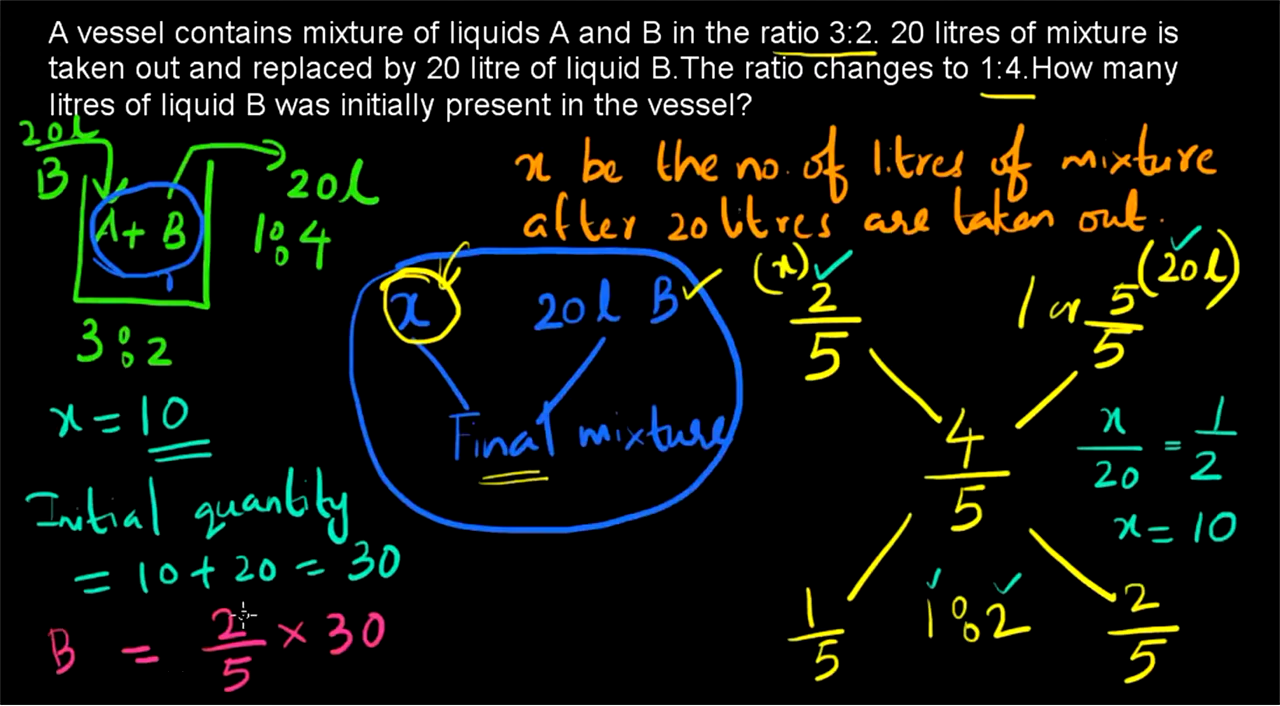 A vessel contains mixture of liquids A and B in the ratio 3:2. 20 litres of mixture is
taken out and replaced by 20 litre of liquid B.The ratio changes to 1:4.How many
litres of liquid B was initially present in the vessel?
20l
B
20l
A+ B
1:4
3:2
x be the no. of litres of mixture
after 20 litres are taken out.
x 20l B
Final mixture
(x)
2/5
1 or 5/5 (20l)
4/5
1/5 1:2 2/5
x/20 = 1/2
x = 10
x = 10
Initial quantity
= 10 + 20 = 30
B = 2/5 × 30